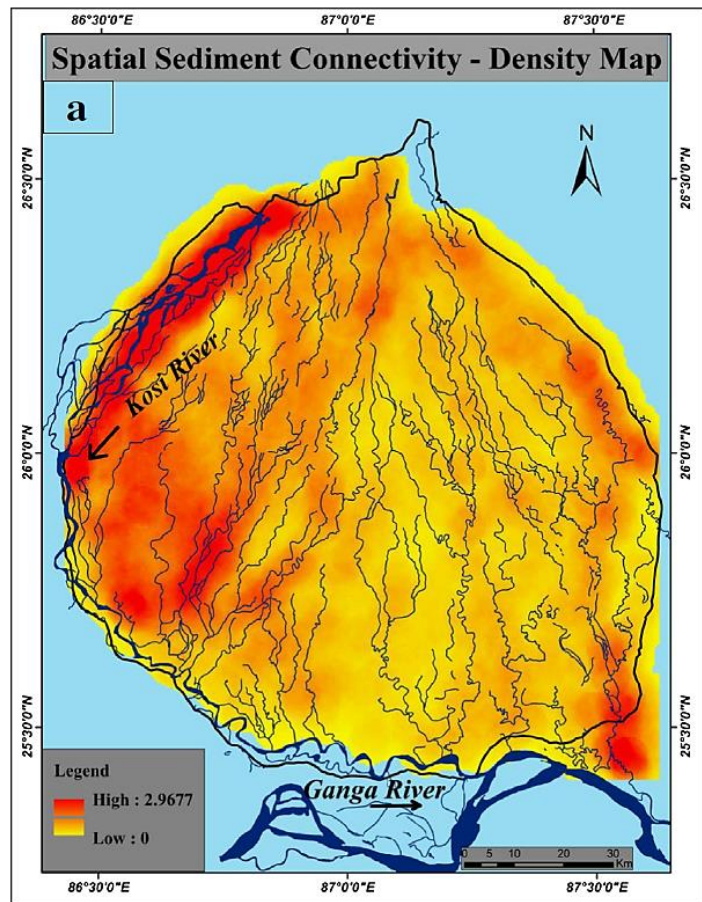 86°30'0"E 87°0'0"E 87°30'0"E
Spatial Sediment Connectivity - Density Map
a
N
26°30'0"N 26°30'0"N
Kosi River
26°0'0"N 26°0'0"N
25°30'0"N 25°30'0"N
Legend
High : 2.9677
Low : 0
Ganga River
0 5 10 20 30
Km
86°30'0"E 87°0'0"E 87°30'0"E